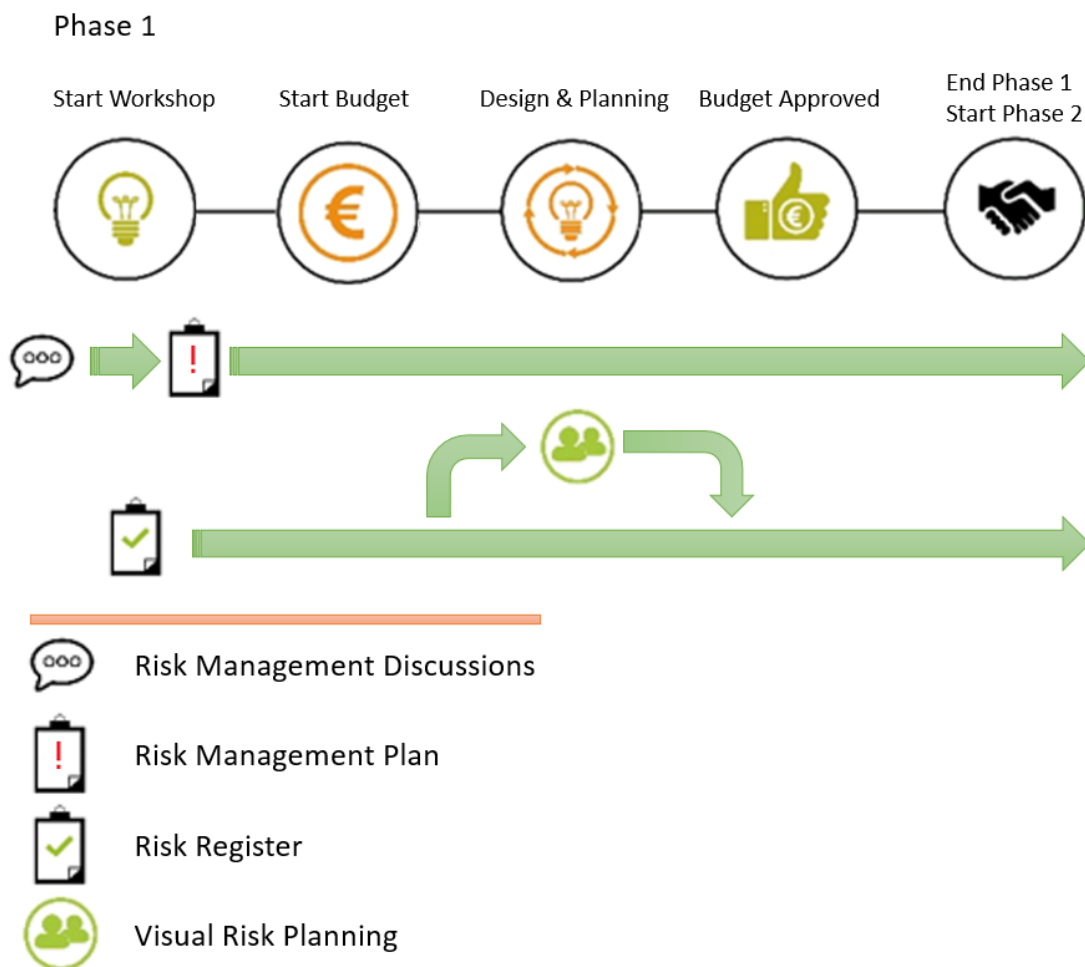 Phase 1
Start Workshop
Start Budget
Design & Planning
Budget Approved
End Phase 1
Start Phase 2
€
€
!
Risk Management Discussions
!
Risk Management Plan
Risk Register
Visual Risk Planning